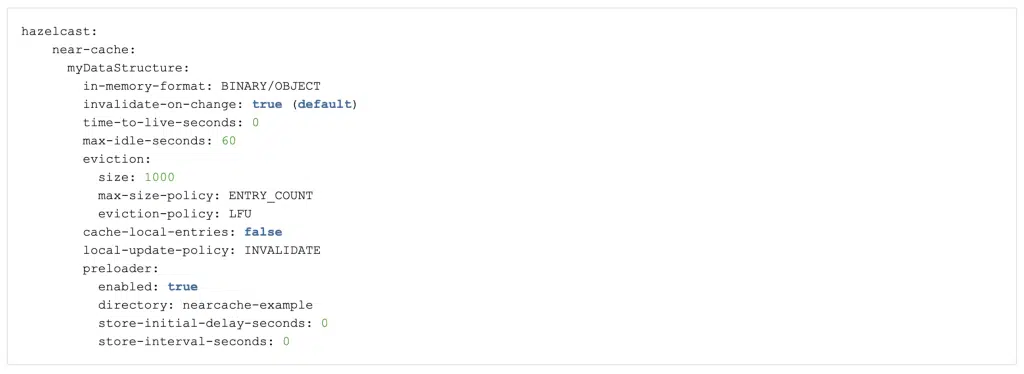 hazelcast:
    near-cache:
      myDataStructure:
        in-memory-format: BINARY/OBJECT
        invalidate-on-change: true (default)
        time-to-live-seconds: 0
        max-idle-seconds: 60
        eviction:
          size: 1000
          max-size-policy: ENTRY_COUNT
          eviction-policy: LFU
        cache-local-entries: false
        local-update-policy: INVALIDATE
        preloader:
          enabled: true
          directory: nearcache-example
          store-initial-delay-seconds: 0
          store-interval-seconds: 0